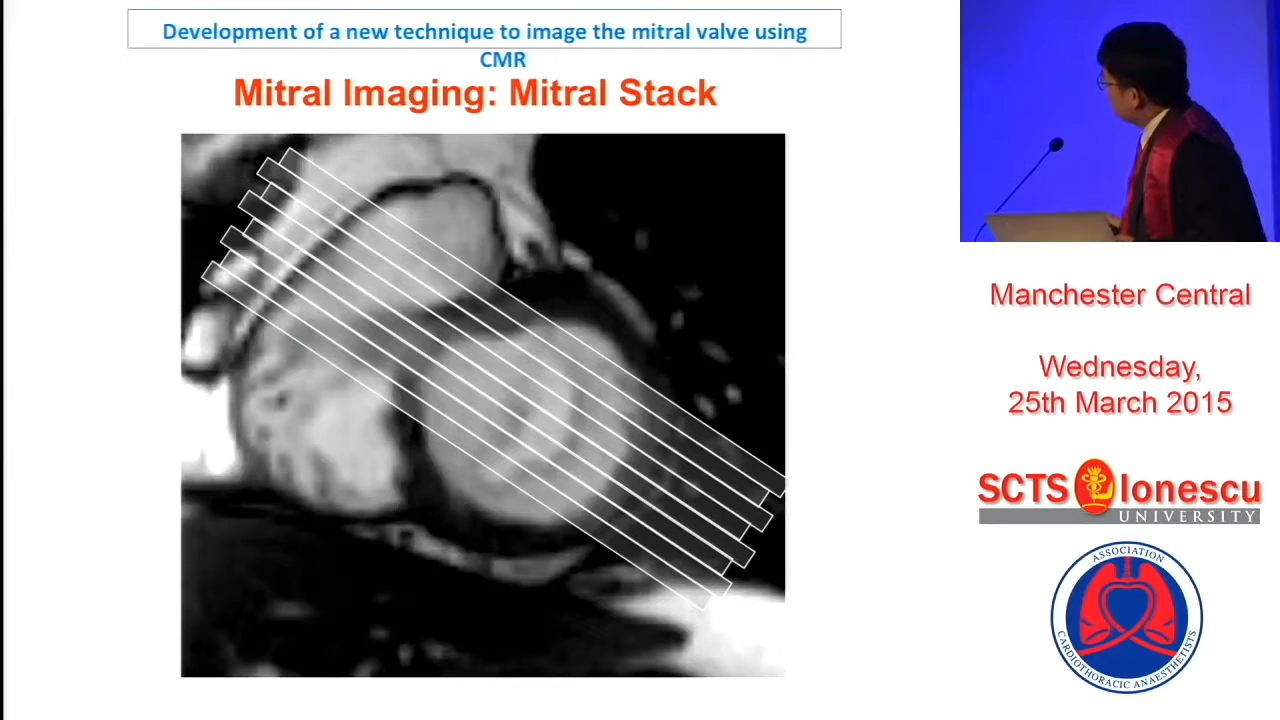 Development of a new technique to image the mitral valve using
CMR
Mitral Imaging: Mitral Stack
Manchester Central
Wednesday,
25th March 2015
SCTS Ionescu
UNIVERSITY
ASSOCIATION
CARDIOTHORACIC ANAESTHETISTS